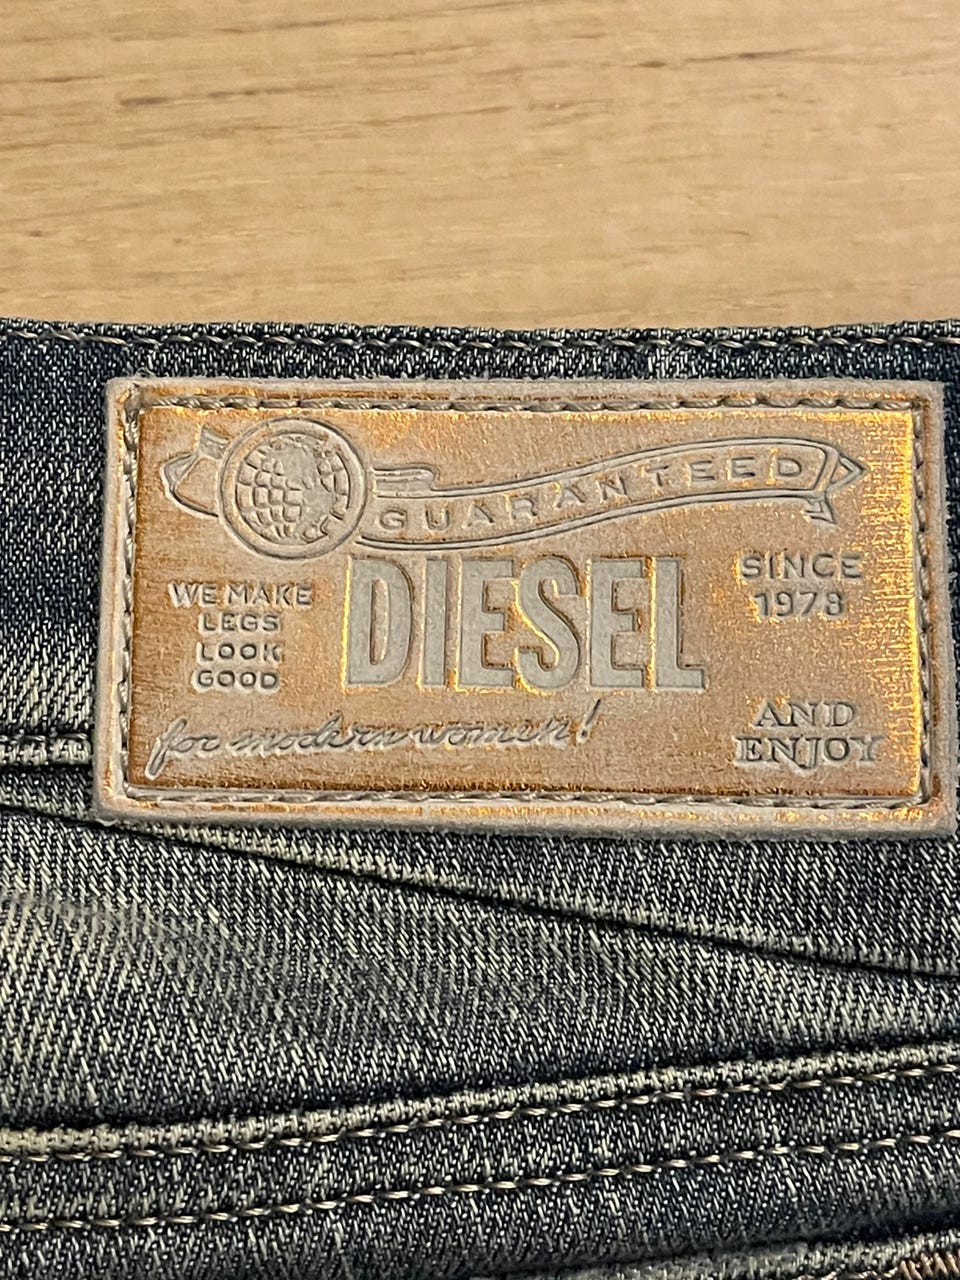 GUARANTEED
DIESEL
SINCE
1978
WE MAKE
LEGS
LOOK
GOOD
for modern women!
AND
ENJOY